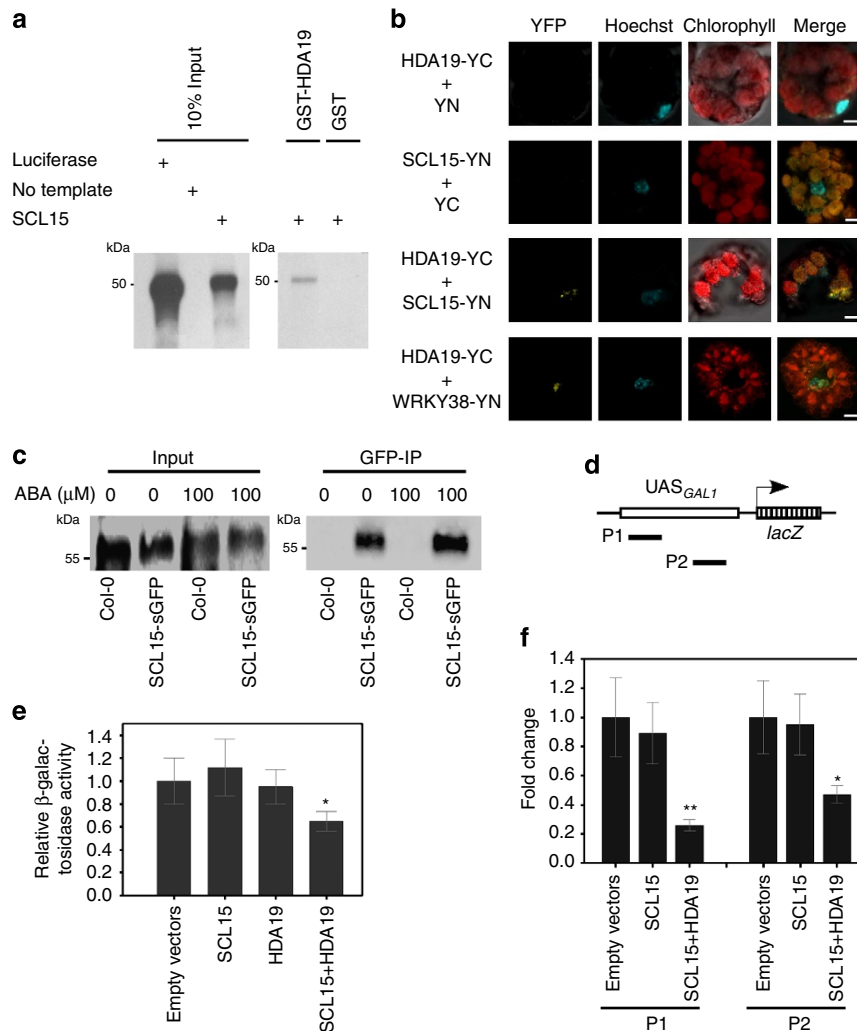 a
10% Input
GST-HDA19
GST
Luciferase +
No template +
SCL15 + + +
kDa
50
kDa
50
b
YFP Hoechst Chlorophyll Merge
HDA19-YC
+
YN
SCL15-YN
+
YC
HDA19-YC
+
SCL15-YN
HDA19-YC
+
WRKY38-YN
c
Input GFP-IP
ABA (μM) 0 0 100 100 0 0 100 100
kDa
55
kDa
55
Col-0
SCL15-sGFP
Col-0
SCL15-sGFP
Col-0
SCL15-sGFP
Col-0
SCL15-sGFP
d
UASGAL1
lacZ
P1
P2
e
Relative β-galac-
tosidase activity
1.4
1.2
1.0
0.8
0.6
0.4
0.2
0.0
*
Empty vectors
SCL15
HDA19
SCL15+HDA19
f
Fold change
1.4
1.2
1.0
0.8
0.6
0.4
0.2
0.0
**
*
Empty vectors
SCL15
SCL15+HDA19
Empty vectors
SCL15
SCL15+HDA19
P1
P2